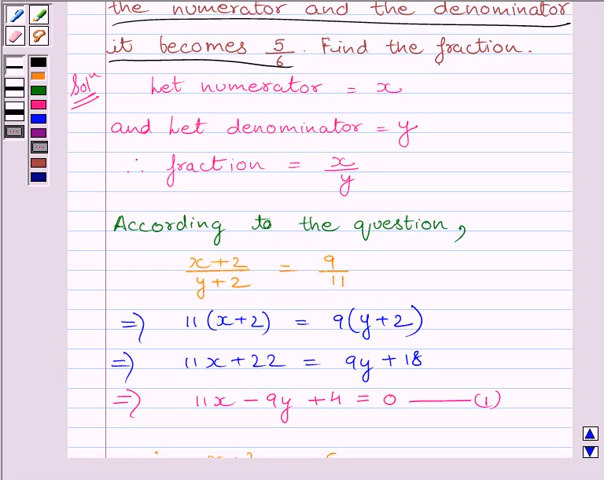 the numerator and the denominator
it becomes 5/6. Find the fraction.
Solⁿ Let numerator = x
and let denominator = y
∴ fraction = x/y
According to the question,
x+2/y+2 = 9/11
⇒ 11(x+2) = 9(y+2)
⇒ 11x+22 = 9y+18
⇒ 11x-9y+4=0 —— (1)